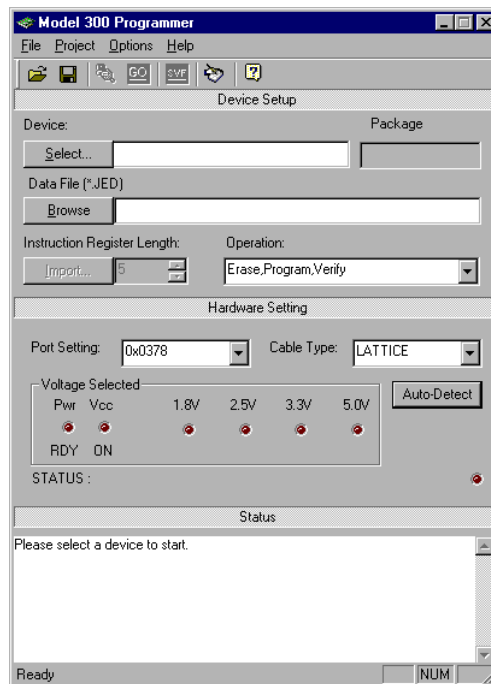 Model 300 Programmer
File Project Options Help
GO SVF
Device Setup
Device: Package
Select...
Data File (*.JED)
Browse
Instruction Register Length: Operation:
Import... 5 Erase,Program,Verify
Hardware Setting
Port Setting: 0x0378 Cable Type: LATTICE
Voltage Selected
Auto-Detect
Pwr Vcc 1.8V 2.5V 3.3V 5.0V
RDY ON
STATUS :
Status
Please select a device to start.
Ready NUM